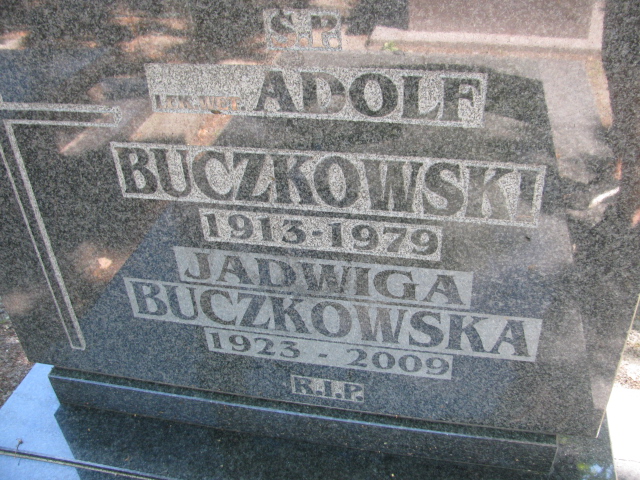 Ś.P.
ADOLF
BUCZKOWSKI
1913-1979
JADWIGA
BUCZKOWSKA
1923 - 2009
R.I.P.